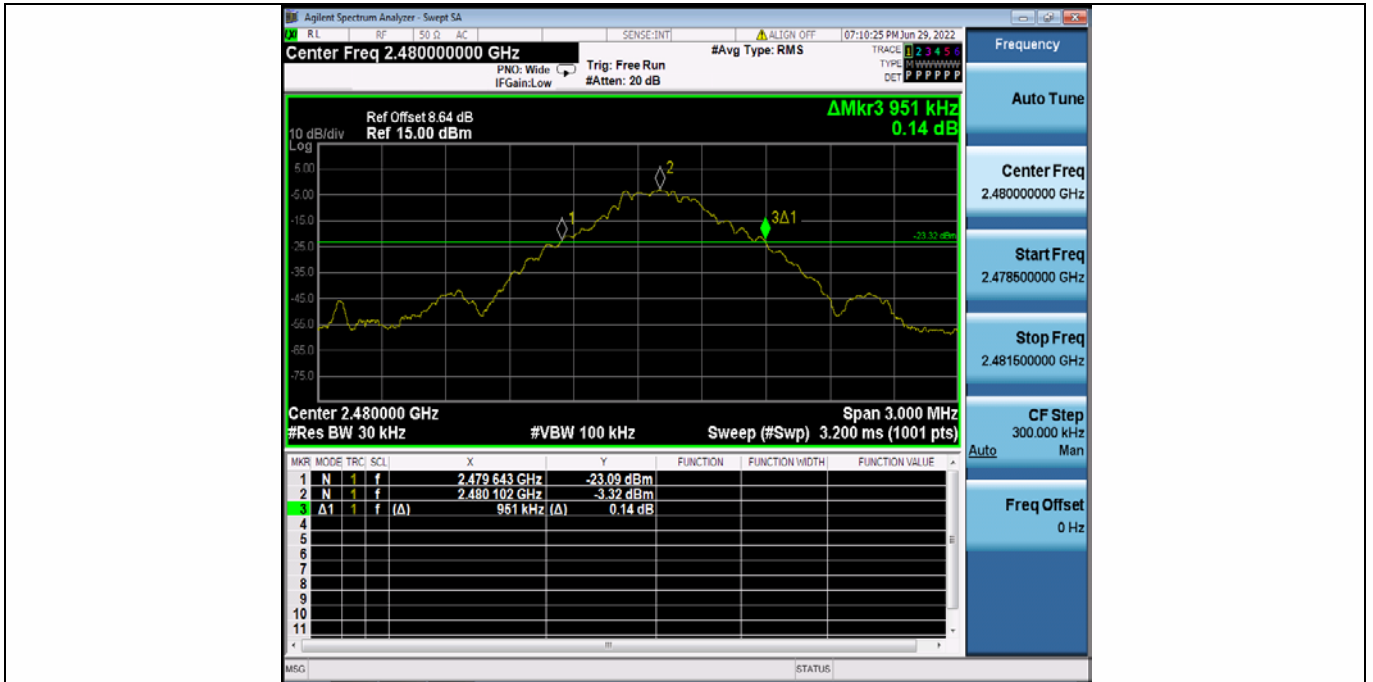 Agilent Spectrum Analyzer - Swept SA
RL RF 50 Ω AC SENSE:INT ALIGN OFF 07:10:25 PM Jun 29, 2022
Center Freq 2.480000000 GHz #Avg Type: RMS TRACE 1 2 3 4 5 6
PNO: Wide Trig: Free Run TYPE M WWWWW
IFGain:Low #Atten: 20 dB DET P P P P P P
ΔMkr3 951 kHz
0.14 dB
Ref Offset 8.64 dB
10 dB/div Ref 15.00 dBm
Log
5.00
-5.00
-15.0
-25.0
-35.0
-45.0
-55.0
-65.0
-75.0
1
2
3Δ1
-23.32 dBm
Center 2.480000 GHz Span 3.000 MHz
#Res BW 30 kHz #VBW 100 kHz Sweep (#Swp) 3.200 ms (1001 pts)
MKR MODE TRC SCL X Y FUNCTION FUNCTION WIDTH FUNCTION VALUE
1 N 1 f 2.479 643 GHz -23.09 dBm
2 N 1 f 2.480 102 GHz -3.32 dBm
3 Δ1 1 f (Δ) 951 kHz (Δ) 0.14 dB
4
5
6
7
8
9
10
11
MSG STATUS
Frequency
Auto Tune
Center Freq
2.480000000 GHz
Start Freq
2.478500000 GHz
Stop Freq
2.481500000 GHz
CF Step
300.000 kHz
Auto Man
Freq Offset
0 Hz